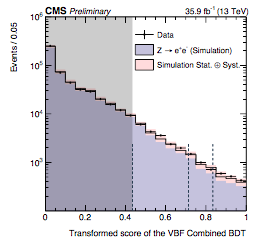 CMS Preliminary 35.9 fb⁻¹ (13 TeV)
Events / 0.05
10⁶
10⁵
10⁴
10³
Data
Z → e⁺e⁻ (Simulation)
Simulation Stat. ⊕ Syst.
0 0.2 0.4 0.6 0.8 1
Transformed score of the VBF Combined BDT